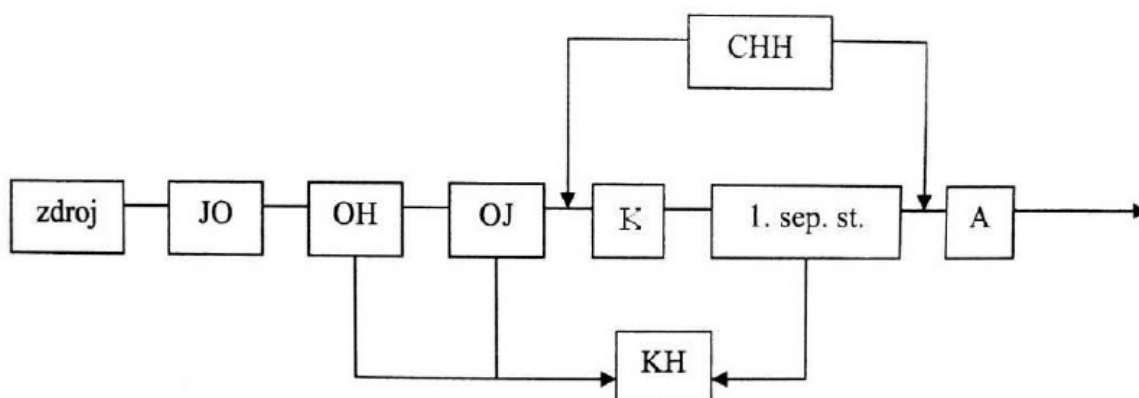 CHH
zdroj
JO
OH
OJ
K
1. sep. st.
A
KH